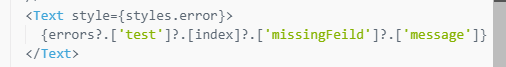 <Text style={styles.error}>
{errors?.['test']?.[index]?.['missingFeild']?.['message']}
</Text>